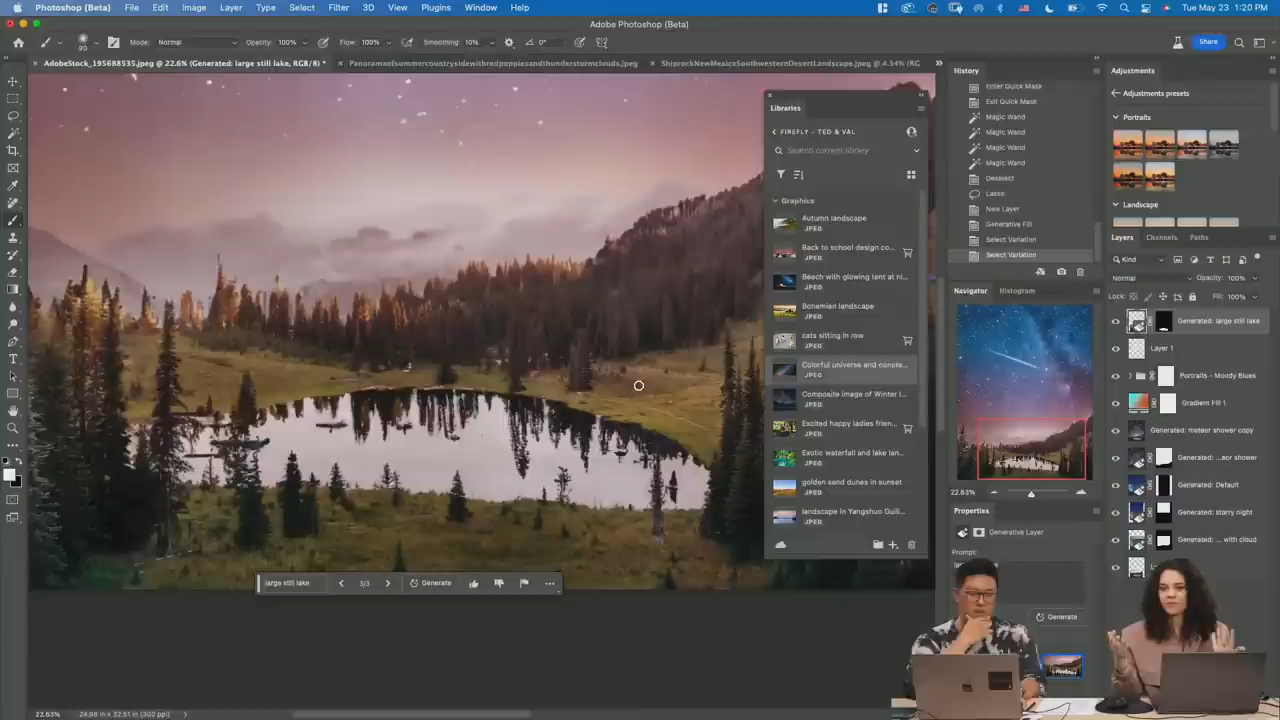 Photoshop (Beta) File Edit Image Layer Type Select Filter 3D View Plugins Window Help
Tue May 23 1:20 PM
Adobe Photoshop (Beta)
Mode: Normal Opacity: 100% Flow: 100% Smoothing: 10% 0°
Share
AdobeStock_195688535.jpeg @ 22.6% (Generated: large still lake, RGB/8) *
PanoramaofsummercountrysidewithredpoppiesandthunderstormcIouds.jpeg
ShiprockNewMexicoSouthwesternDesertLandscape.jpeg @ 4.34% (RG
Libraries
FIREFLY - TED & VAL
Search current library
Graphics
Autumn landscape
JPEG
Back to school design co...
JPEG
Beach with glowing tent at ni...
JPEG
Bohemian landscape
JPEG
cats sitting in row
JPEG
Colorful universe and conste...
JPEG
Composite image of Winter l...
JPEG
Excited happy ladies frien...
JPEG
Exotic waterfall and lake lan...
JPEG
golden sand dunes in sunset
JPEG
landscape in Yangshuo Guili...
JPEG
History
Enter Quick Mask
Exit Quick Mask
Magic Wand
Magic Wand
Magic Wand
Magic Wand
Deselect
Lasso
New Layer
Generative Fill
Select Variation
Select Variation
Navigator Histogram
22.63%
Properties
Generative Layer
Prompt:
Generate
Adjustments
Adjustments presets
Portraits
Landscape
Layers Channels Paths
Kind
Normal Opacity: 100%
Lock: Fill: 100%
Generated: large still lake
Layer 1
Portraits - Moody Blues
Gradient Fill 1
Generated: meteor shower copy
Generated: ...eor shower
Generated: Default
Generated: starry night
Generated: ... with cloud
large still lake 3/3 Generate
22.63% 24.98 in x 32.81 in (300 ppi)